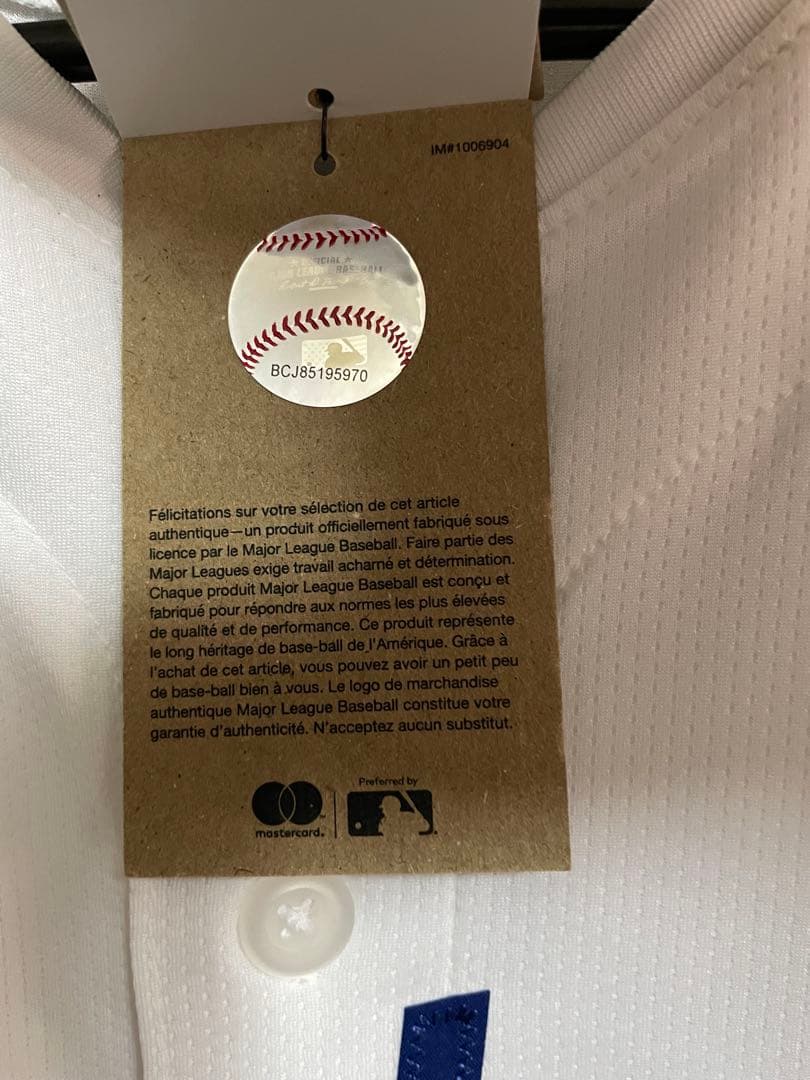 IM#1006904
BCJ85195970
Félicitations sur votre sélection de cet article
authentique—un produit officiellement fabriqué sous
licence par le Major League Baseball. Faire partie des
Major Leagues exige travail acharné et détermination.
Chaque produit Major League Baseball est conçu et
fabriqué pour répondre aux normes les plus élevées
de qualité et de performance. Ce produit représente
le long héritage de base-ball de l'Amérique. Grâce à
l'achat de cet article, vous pouvez avoir un petit peu
de base-ball bien à vous. Le logo de marchandise
authentique Major League Baseball constitue votre
garantie d'authenticité. N'acceptez aucun substitut.
Preferred by
mastercard.